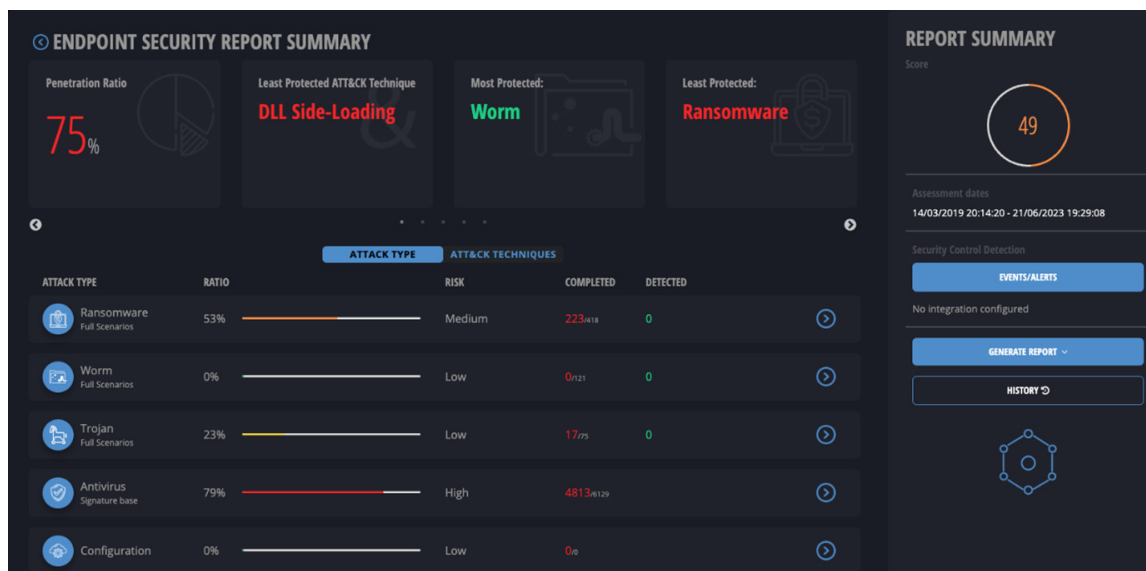 ENDPOINT SECURITY REPORT SUMMARY
Penetration Ratio
75%
Least Protected ATT&CK Technique
DLL Side-Loading
Most Protected:
Worm
Least Protected:
Ransomware
ATTACK TYPE
ATT&CK TECHNIQUES
ATTACK TYPE RATIO RISK COMPLETED DETECTED
Ransomware
Full Scenarios
53% Medium 223/418 0
Worm
Full Scenarios
0% Low 0/121 0
Trojan
Full Scenarios
23% Low 17/75 0
Antivirus
Signature base
79% High 4813/6129
Configuration 0% Low 0/0
REPORT SUMMARY
Score
49
Assessment dates
14/03/2019 20:14:20 - 21/06/2023 19:29:08
Security Control Detection
EVENTS/ALERTS
No integration configured
GENERATE REPORT
HISTORY